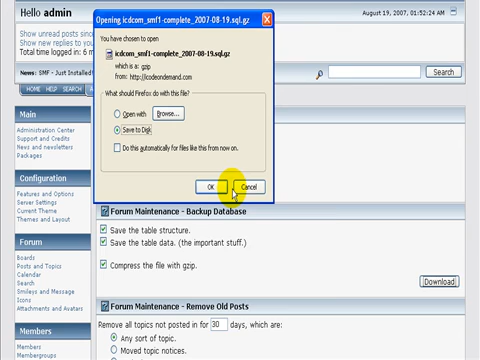 Hello admin
August 19, 2007, 01:52:24 AM
Show unread posts since
Show new replies to your
Total time logged in: 6 m
News: SMF - Just Installed
Search
HOME HELP SEARCH
Opening icdcom_smf1-complete_2007-08-19.sql.gz
You have chosen to open
icdcom_smf1-complete_2007-08-19.sql.gz
which is a: gzip
from: http://icodeondemand.com
What should Firefox do with this file?
Open with
Browse...
Save to Disk
Do this automatically for files like this from now on.
OK
Cancel
Main
Administration Center
Support and Credits
News and newsletters
Packages
Configuration
Features and Options
Server Settings
Current Theme
Themes and Layout
Forum
Boards
Posts and Topics
Calendar
Search
Smileys and Message
Icons
Attachments and Avatars
Members
Members
Forum Maintenance - Backup Database
Save the table structure.
Save the table data. (the important stuff.)
Compress the file with gzip.
Download
Forum Maintenance - Remove Old Posts
Remove all topics not posted in for 30 days, which are:
Any sort of topic.
Moved topic notices.